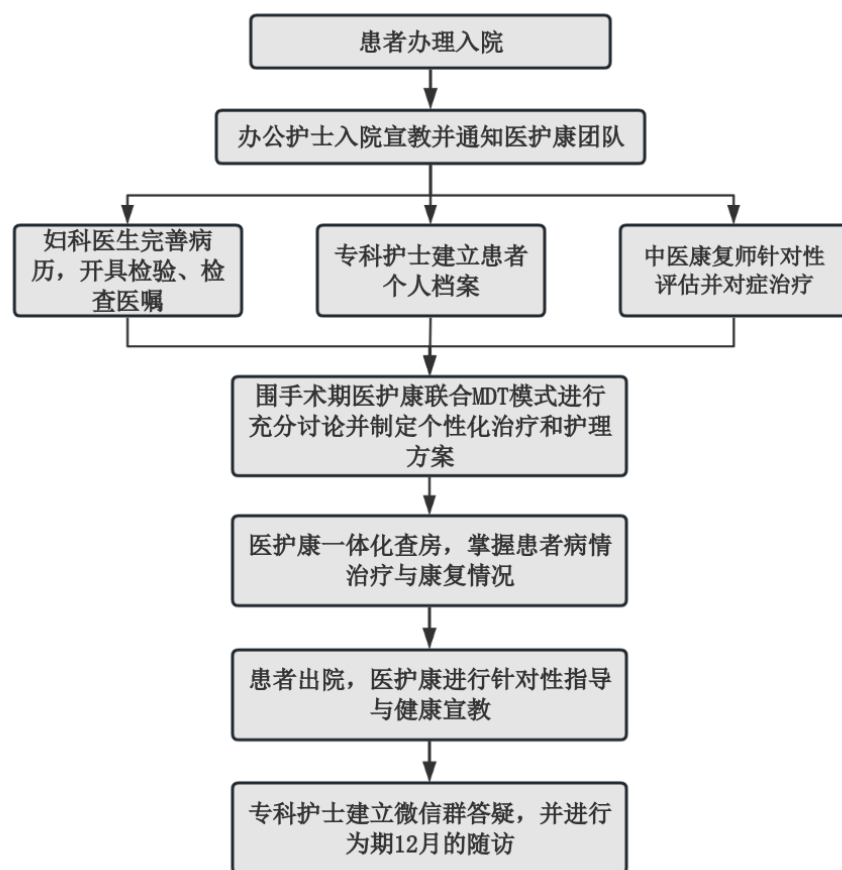 患者办理入院
办公护士入院宣教并通知医护康团队
妇科医生完善病
历，开具检验、检
查医嘱
专科护士建立患者
个人档案
中医康复师针对性
评估并对症治疗
围手术期医护康联合MDT模式进行
充分讨论并制定个性化治疗和护理
方案
医护康一体化查房，掌握患者病情
治疗与康复情况
患者出院，医护康进行针对性指导
与健康宣教
专科护士建立微信群答疑，并进行
为期12月的随访